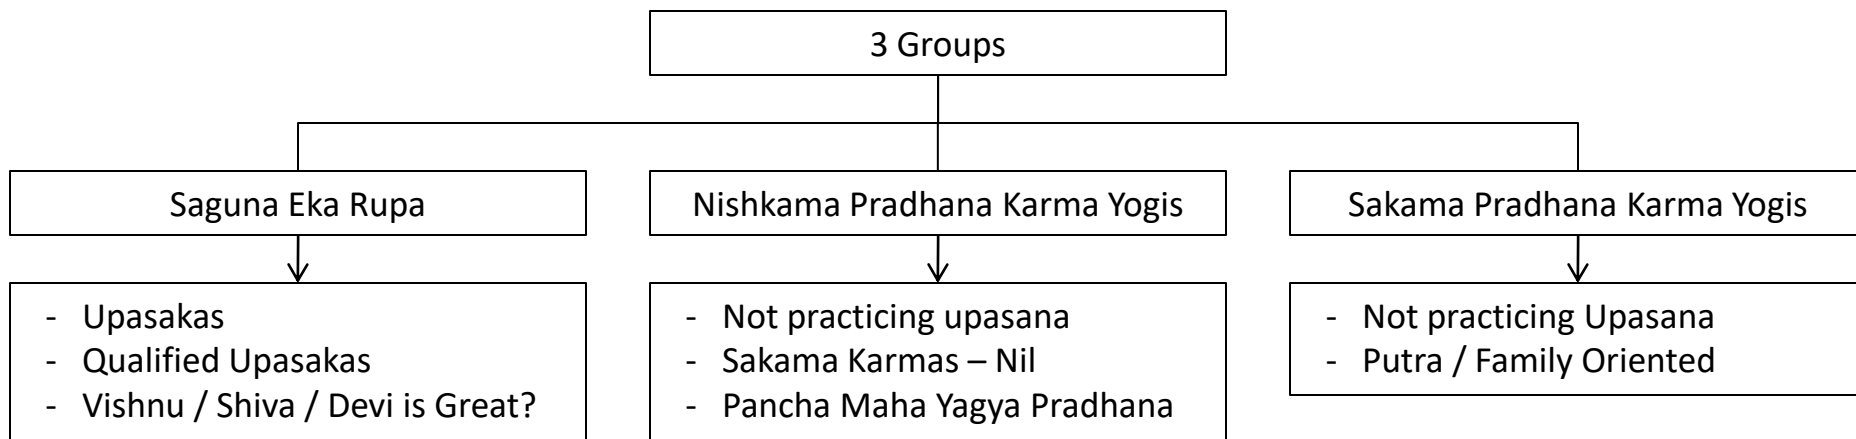 3 Groups
Saguna Eka Rupa
- Upasakas
- Qualified Upasakas
- Vishnu / Shiva / Devi is Great?
Nishkama Pradhana Karma Yogis
- Not practicing upasana
- Sakama Karmas – Nil
- Pancha Maha Yagya Pradhana
Sakama Pradhana Karma Yogis
- Not practicing Upasana
- Putra / Family Oriented